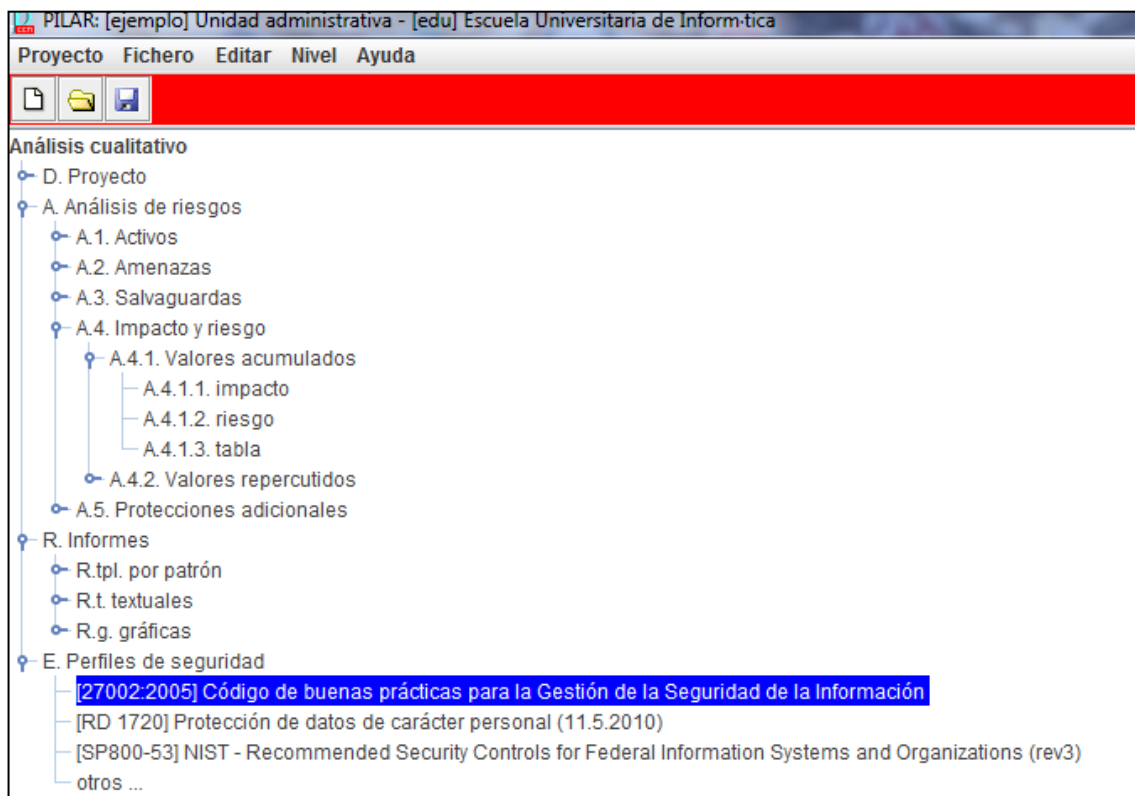 PILAR: [ejemplo] Unidad administrativa - [edu] Escuela Universitaria de Inform·tica
Proyecto Fichero Editar Nivel Ayuda
Análisis cualitativo
D. Proyecto
A. Análisis de riesgos
A.1. Activos
A.2. Amenazas
A.3. Salvaguardas
A.4. Impacto y riesgo
A.4.1. Valores acumulados
A.4.1.1. impacto
A.4.1.2. riesgo
A.4.1.3. tabla
A.4.2. Valores repercutidos
A.5. Protecciones adicionales
R. Informes
R.tpl. por patrón
R.t. textuales
R.g. gráficas
E. Perfiles de seguridad
[27002:2005] Código de buenas prácticas para la Gestión de la Seguridad de la Información
[RD 1720] Protección de datos de carácter personal (11.5.2010)
[SP800-53] NIST - Recommended Security Controls for Federal Information Systems and Organizations (rev3)
otros ...